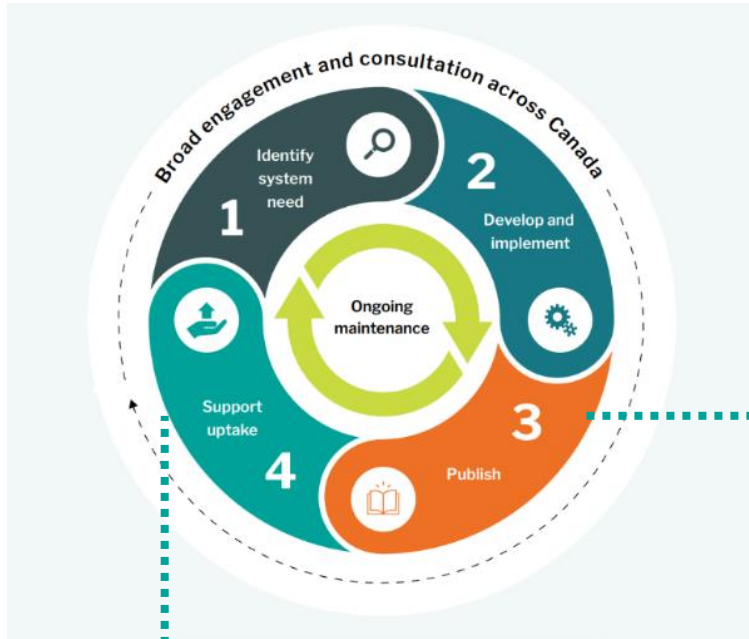 Broad engagement and consultation across Canada
1
Identify
system
need
2
Develop and
implement
3
Publish
4
Support
uptake
Ongoing
maintenance